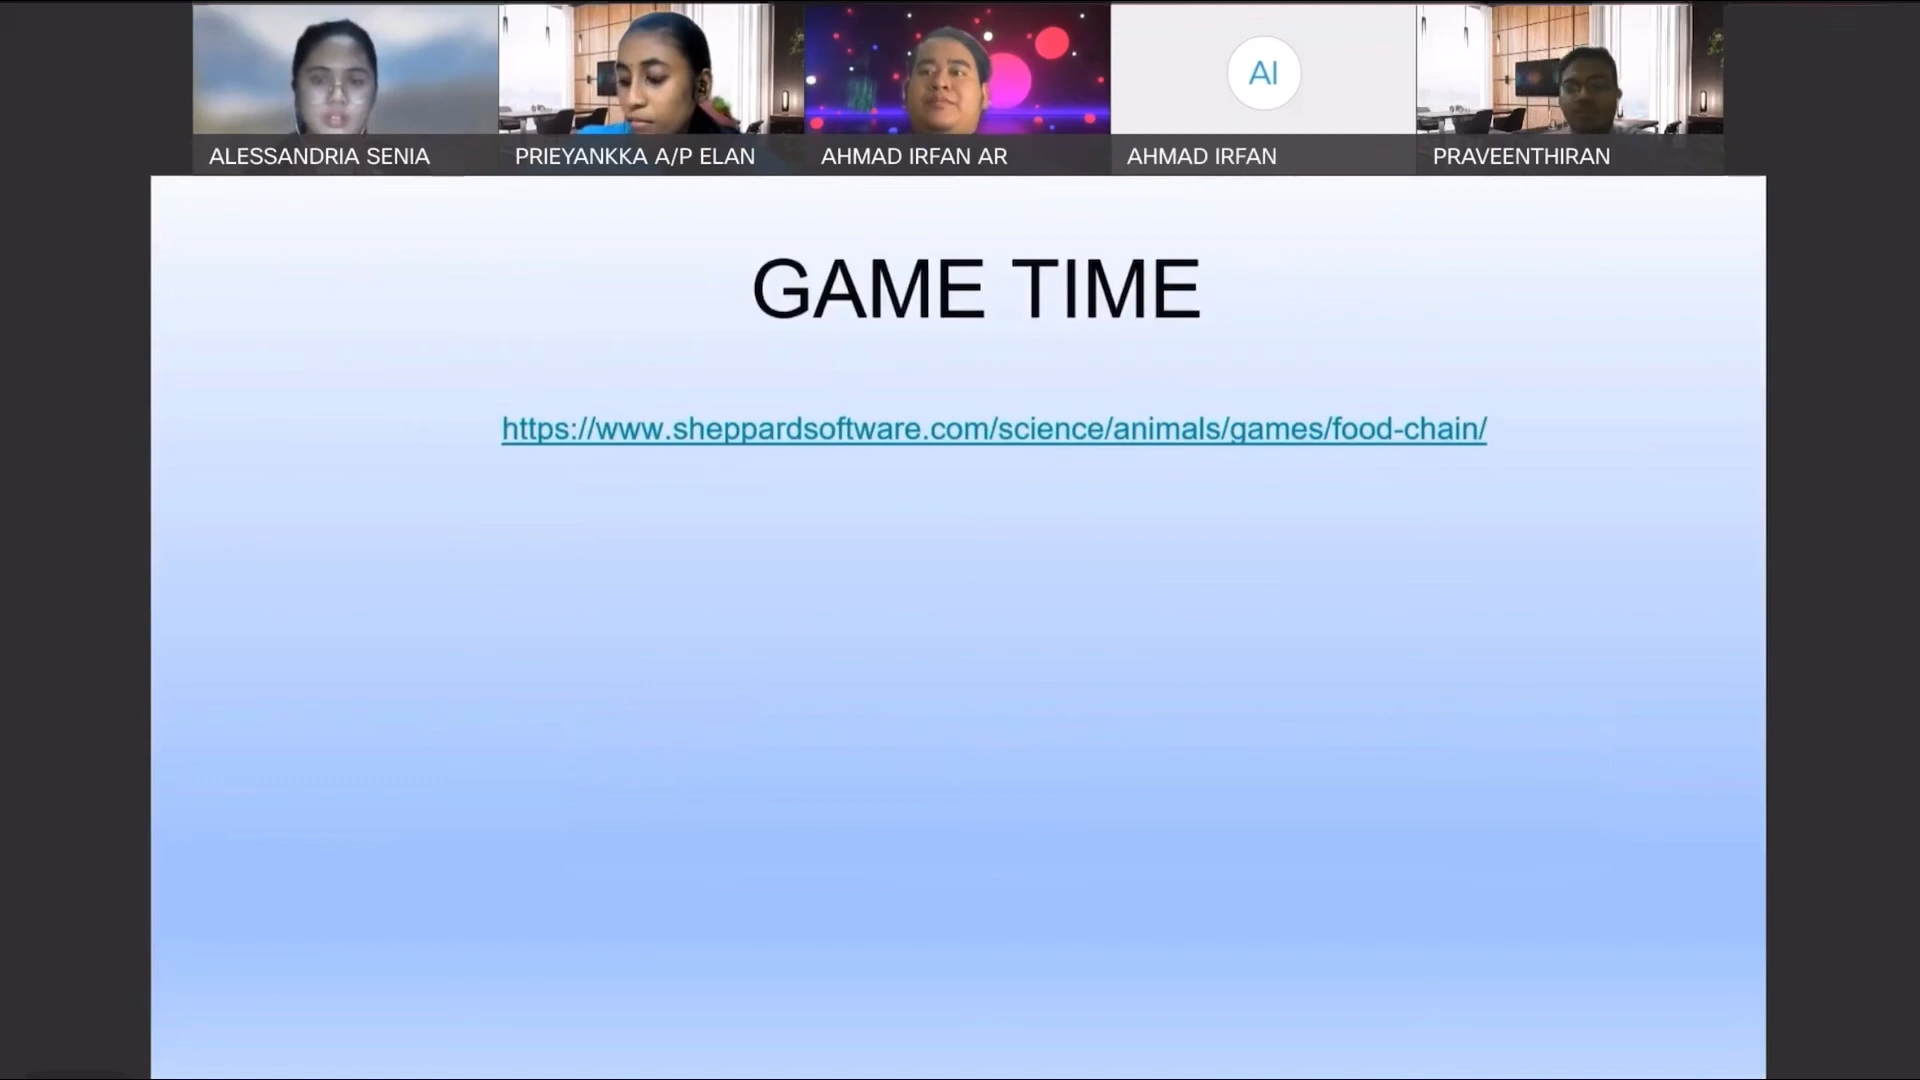 AI
ALESSANDRIA SENIA
PRIEYANKKA A/P ELAN
AHMAD IRFAN AR
AHMAD IRFAN
PRAVEENTHIRAN
GAME TIME
https://www.sheppardsoftware.com/science/animals/games/food-chain/